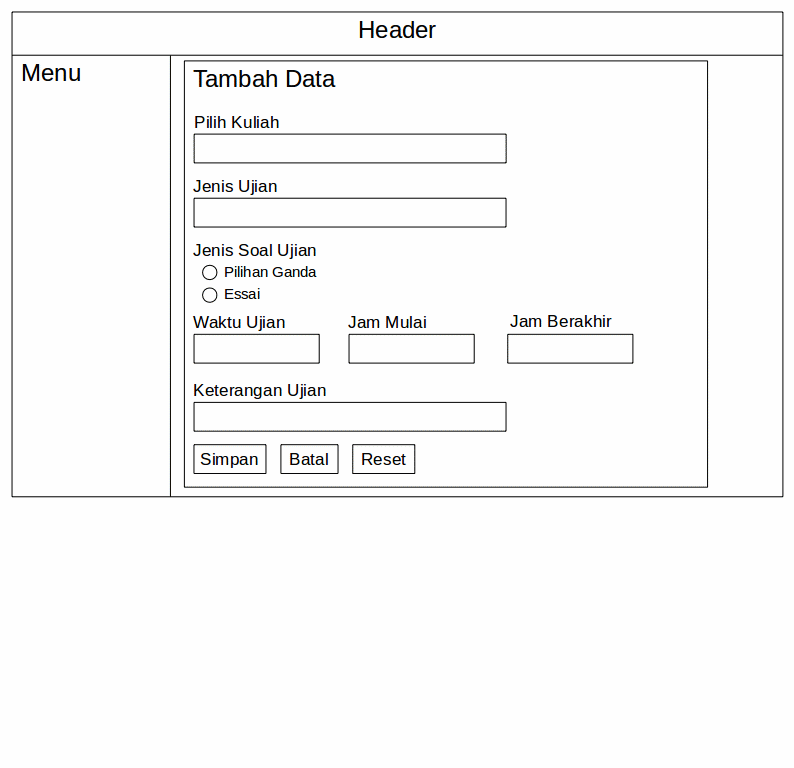 Header
Menu
Tambah Data
Pilih Kuliah
Jenis Ujian
Jenis Soal Ujian
Pilihan Ganda
Essai
Waktu Ujian Jam Mulai Jam Berakhir
Keterangan Ujian
Simpan Batal Reset